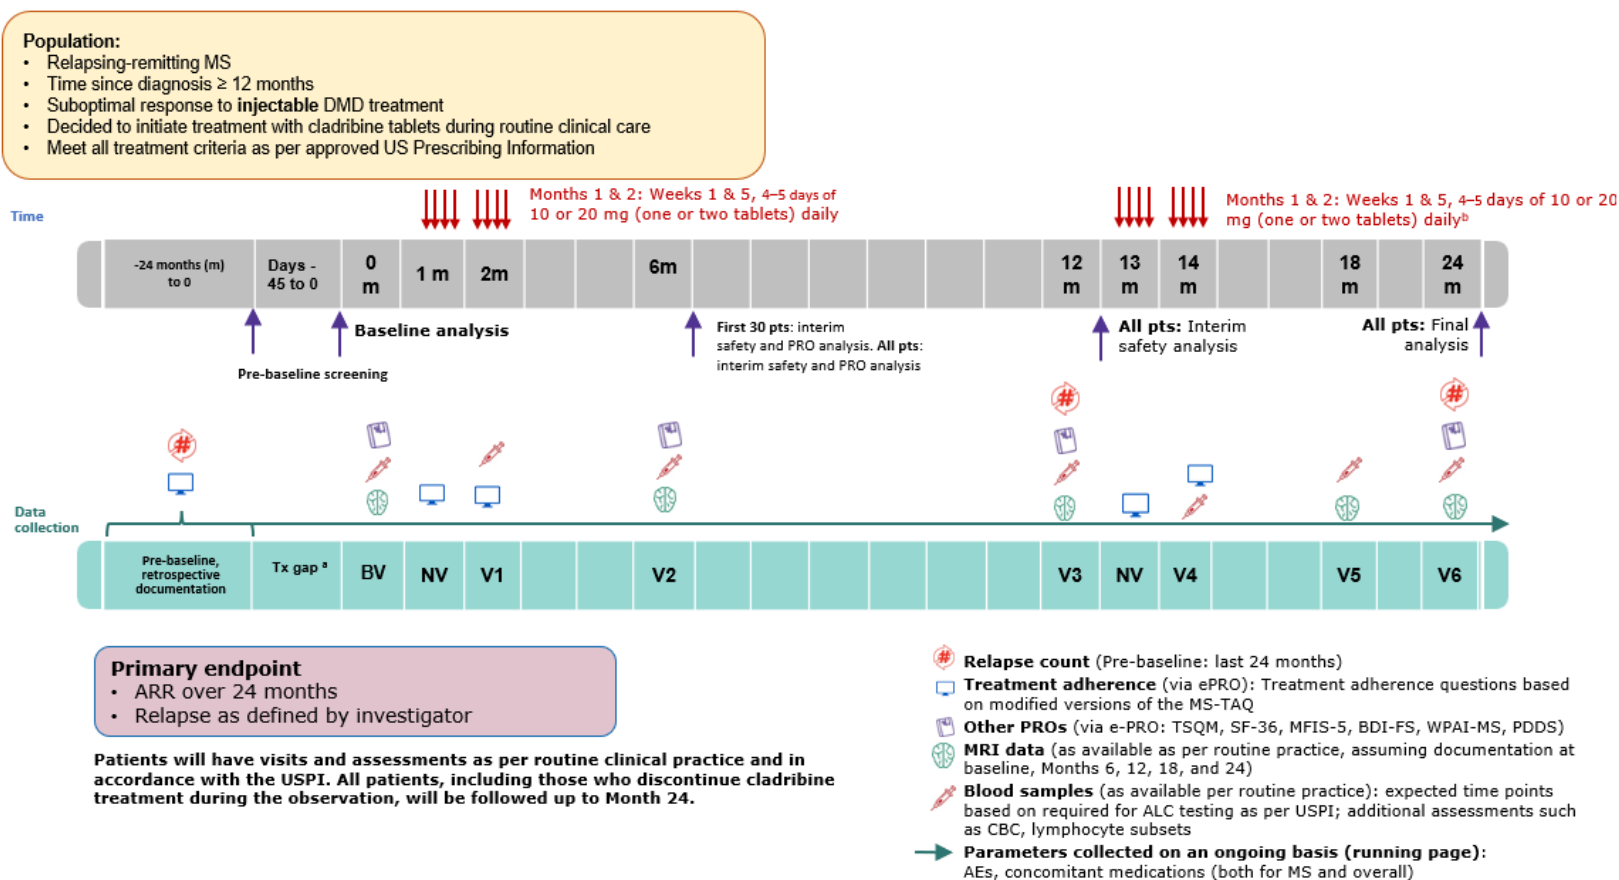 Population:
• Relapsing-remitting MS
• Time since diagnosis ≥ 12 months
• Suboptimal response to injectable DMD treatment
• Decided to initiate treatment with cladribine tablets during routine clinical care
• Meet all treatment criteria as per approved US Prescribing Information
Time
Months 1 & 2: Weeks 1 & 5, 4–5 days of
10 or 20 mg (one or two tablets) daily
Months 1 & 2: Weeks 1 & 5, 4–5 days of 10 or 20
mg (one or two tablets) dailyᵇ
-24 months (m)
to 0
Days -
45 to 0
0
m
1 m
2m
6m
12
m
13
m
14
m
18
m
24
m
Pre-baseline screening
Baseline analysis
First 30 pts: interim
safety and PRO analysis. All pts:
interim safety and PRO analysis
All pts: Interim
safety analysis
All pts: Final
analysis
#
#
#
Data
collection
Pre-baseline,
retrospective
documentation
Tx gap ᵃ
BV
NV
V1
V2
V3
NV
V4
V5
V6
Primary endpoint
• ARR over 24 months
• Relapse as defined by investigator
Patients will have visits and assessments as per routine clinical practice and in
accordance with the USPI. All patients, including those who discontinue cladribine
treatment during the observation, will be followed up to Month 24.
# Relapse count (Pre-baseline: last 24 months)
Treatment adherence (via ePRO): Treatment adherence questions based
on modified versions of the MS-TAQ
Other PROs (via e-PRO: TSQM, SF-36, MFIS-5, BDI-FS, WPAI-MS, PDDS)
MRI data (as available as per routine practice, assuming documentation at
baseline, Months 6, 12, 18, and 24)
Blood samples (as available per routine practice): expected time points
based on required for ALC testing as per USPI; additional assessments such
as CBC, lymphocyte subsets
Parameters collected on an ongoing basis (running page):
AEs, concomitant medications (both for MS and overall)